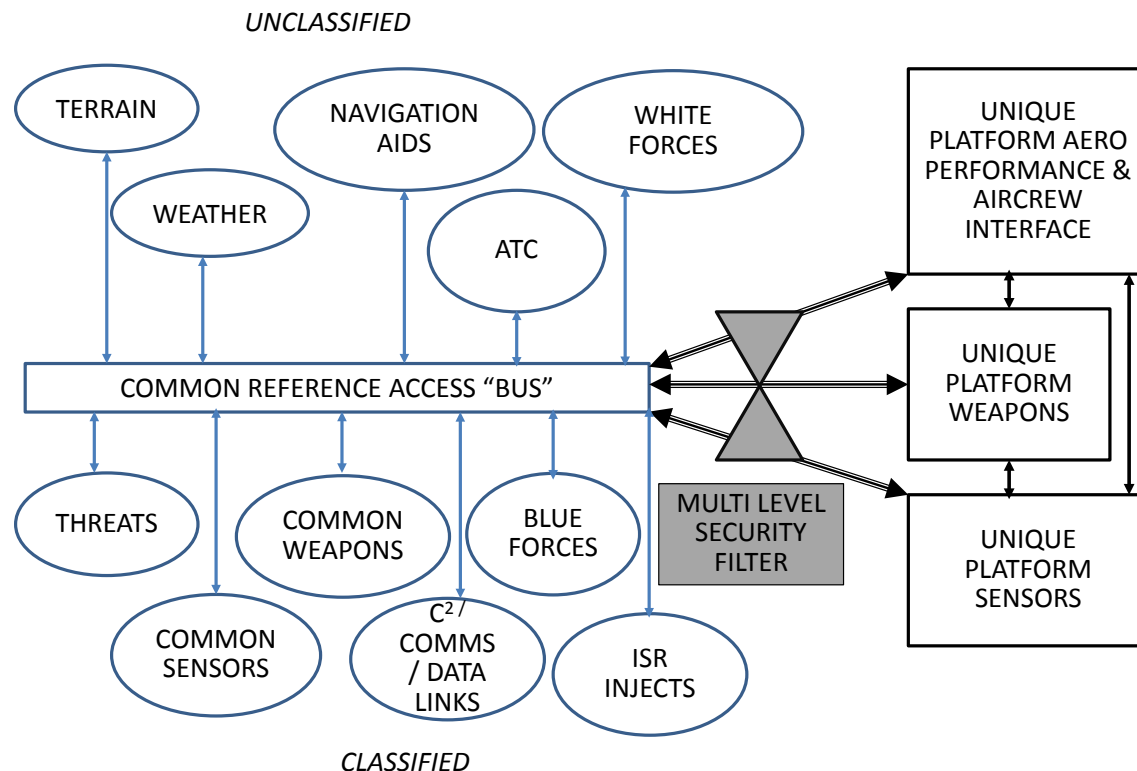 UNCLASSIFIED
TERRAIN
NAVIGATION
AIDS
WHITE
FORCES
WEATHER
ATC
UNIQUE
PLATFORM AERO
PERFORMANCE &
AIRCREW
INTERFACE
COMMON REFERENCE ACCESS “BUS”
UNIQUE
PLATFORM
WEAPONS
THREATS
COMMON
WEAPONS
BLUE
FORCES
MULTI LEVEL
SECURITY
FILTER
UNIQUE
PLATFORM
SENSORS
COMMON
SENSORS
C² /
COMMS
/ DATA
LINKS
ISR
INJECTS
CLASSIFIED